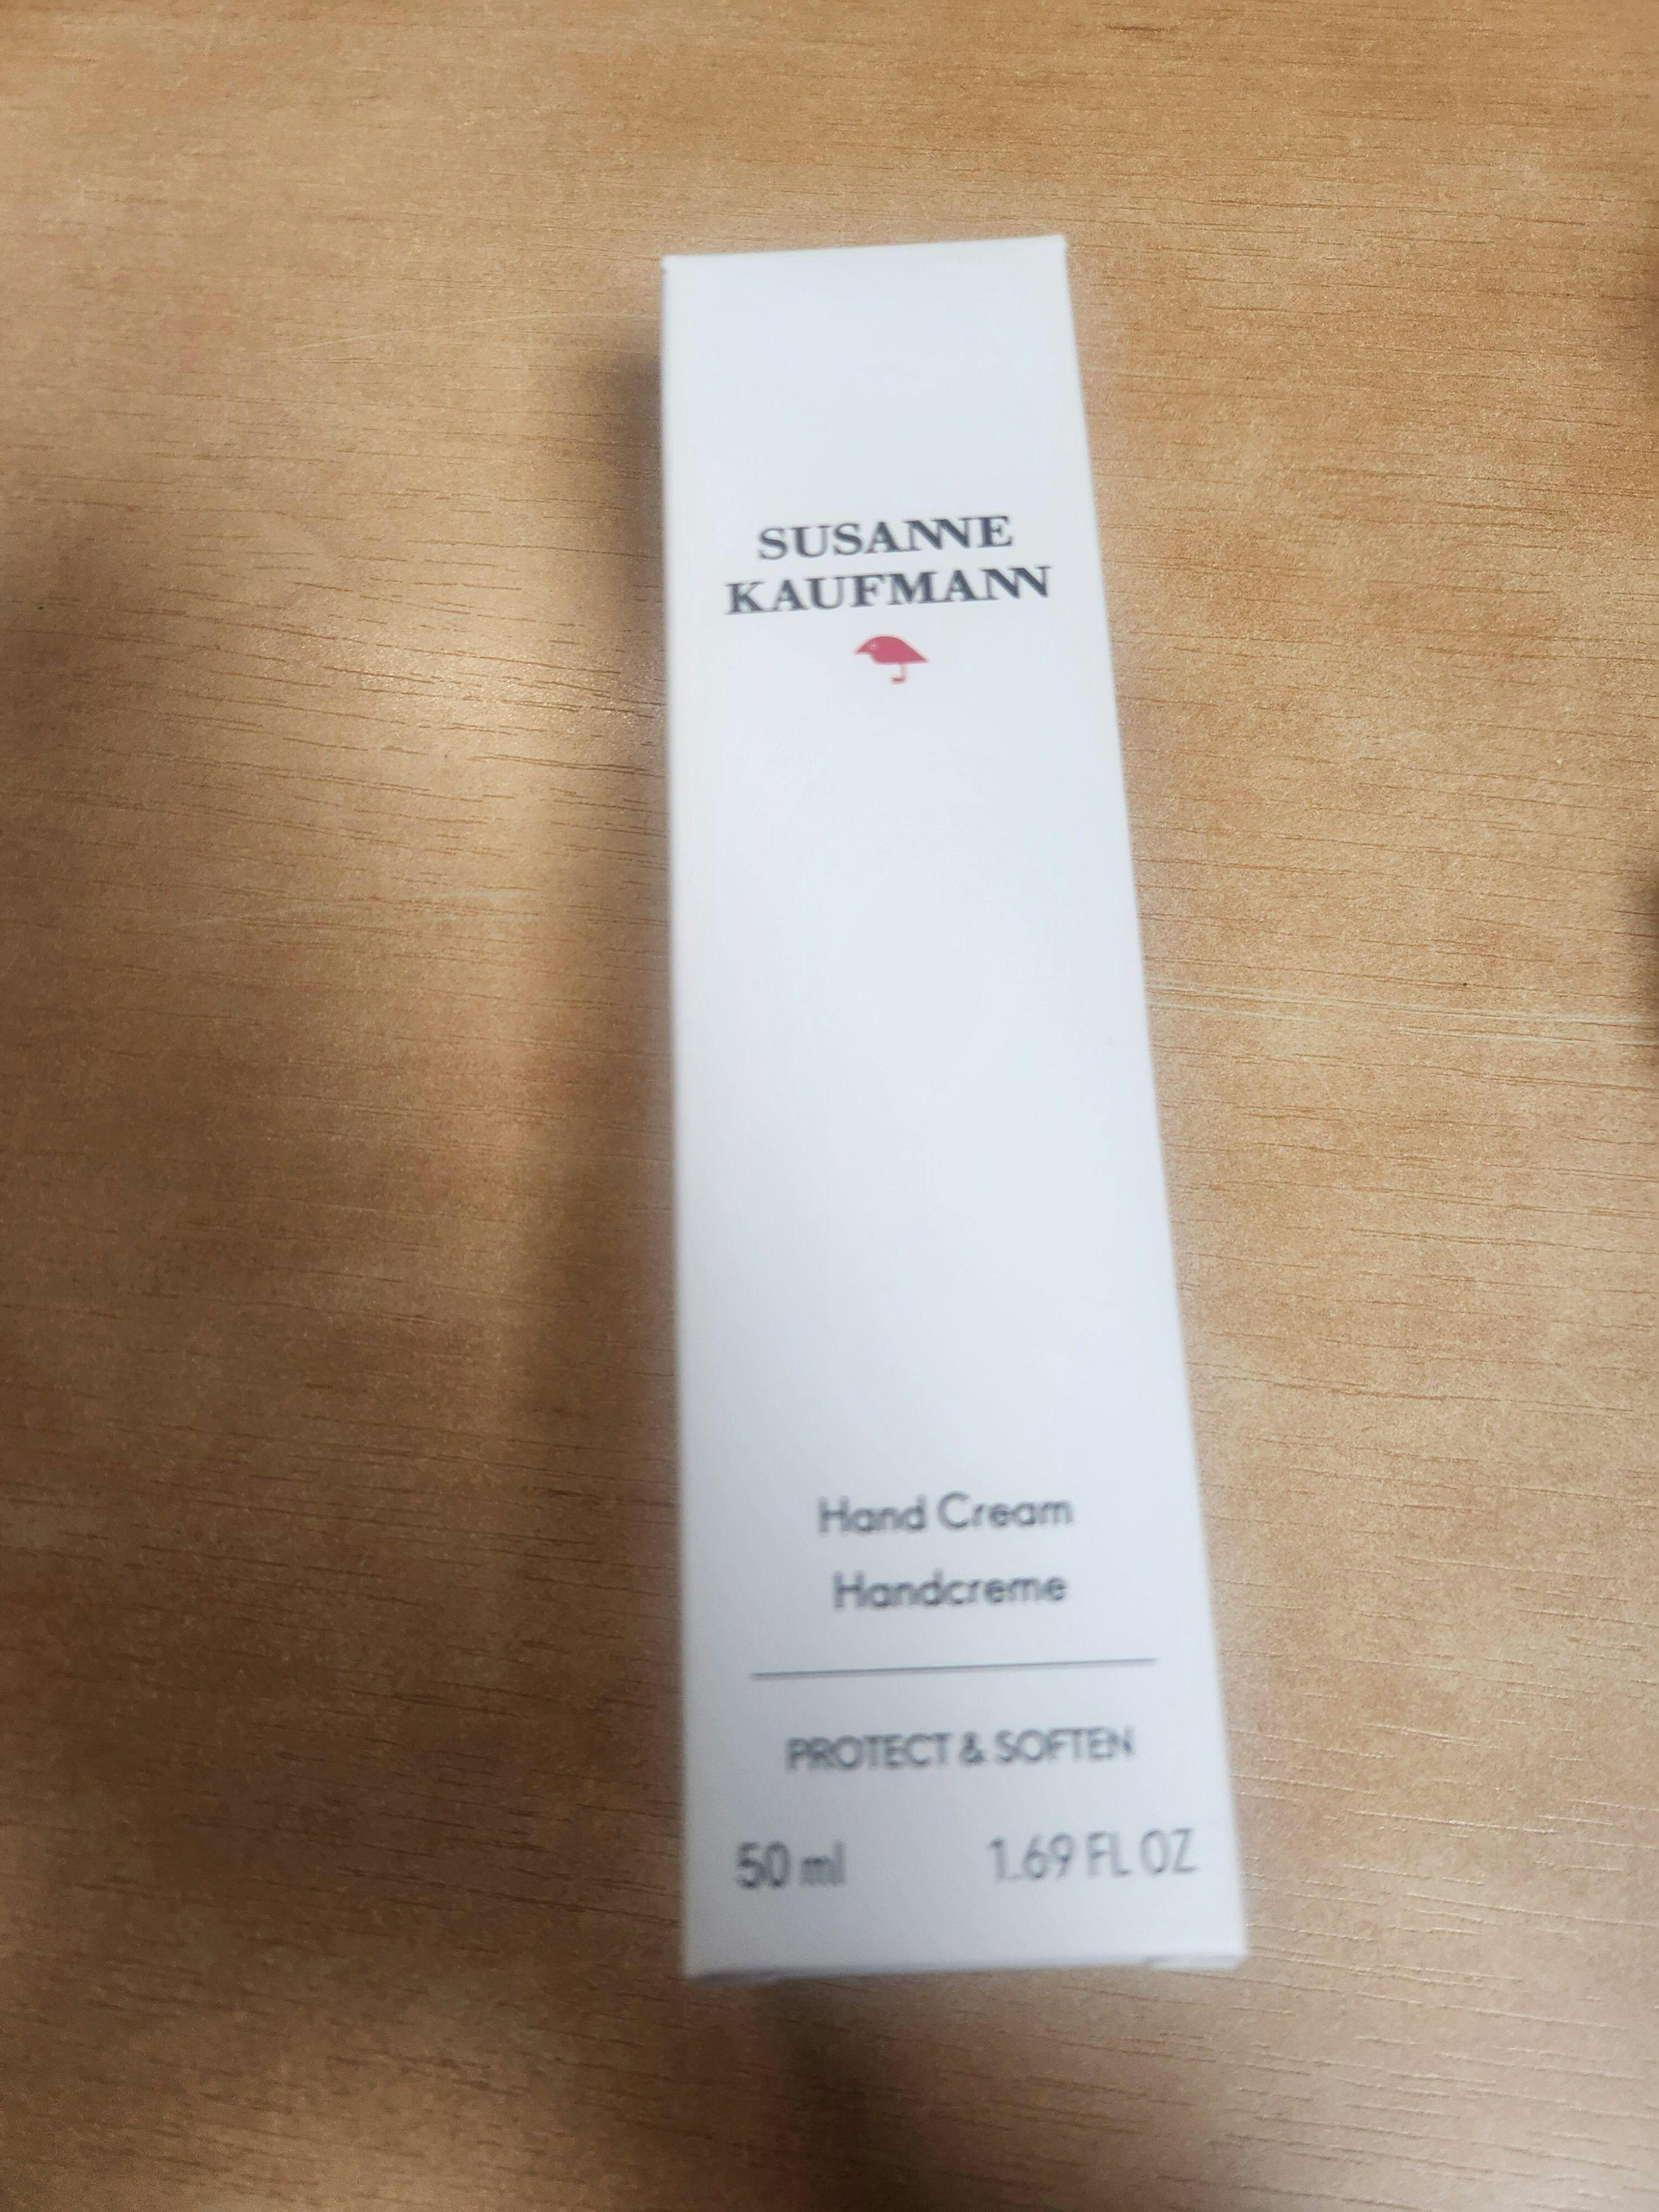 SUSANNE
KAUFMANN
Hand Cream
Handcreme
PROTECT & SOFTEN
50 ml 1.69 FL OZ